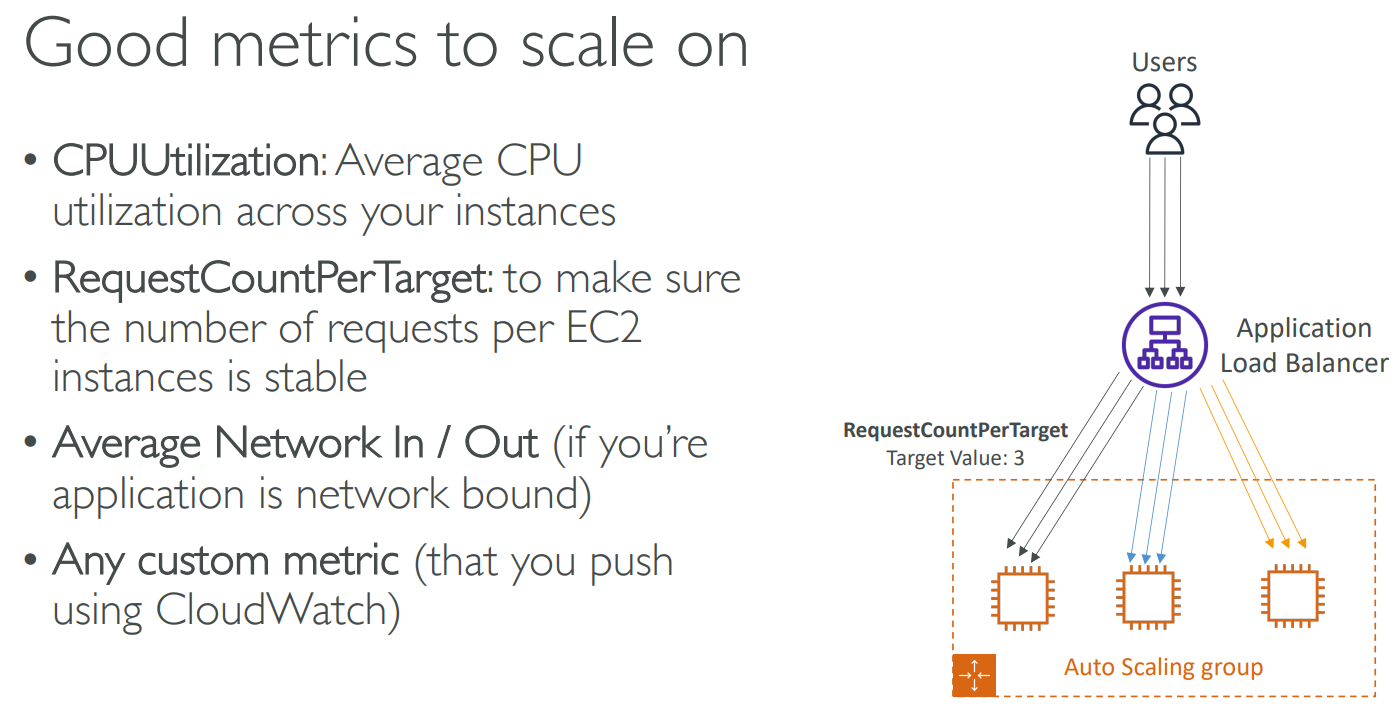 Good metrics to scale on
• CPUUtilization: Average CPU
utilization across your instances
• RequestCountPerTarget: to make sure
the number of requests per EC2
instances is stable
• Average Network In / Out (if you’re
application is network bound)
• Any custom metric (that you push
using CloudWatch)
Users
Application
Load Balancer
RequestCountPerTarget
Target Value: 3
Auto Scaling group